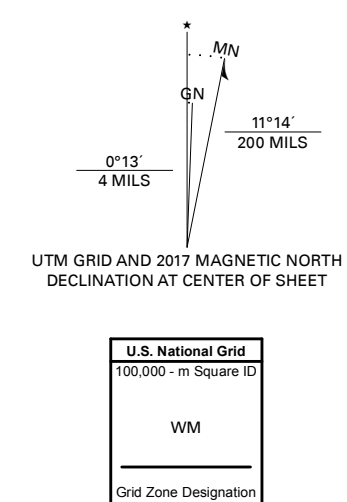 ★
MN
GN
11°14´
200 MILS
0°13´
4 MILS
UTM GRID AND 2017 MAGNETIC NORTH
DECLINATION AT CENTER OF SHEET
U.S. National Grid
100,000 - m Square ID
WM
Grid Zone Designation